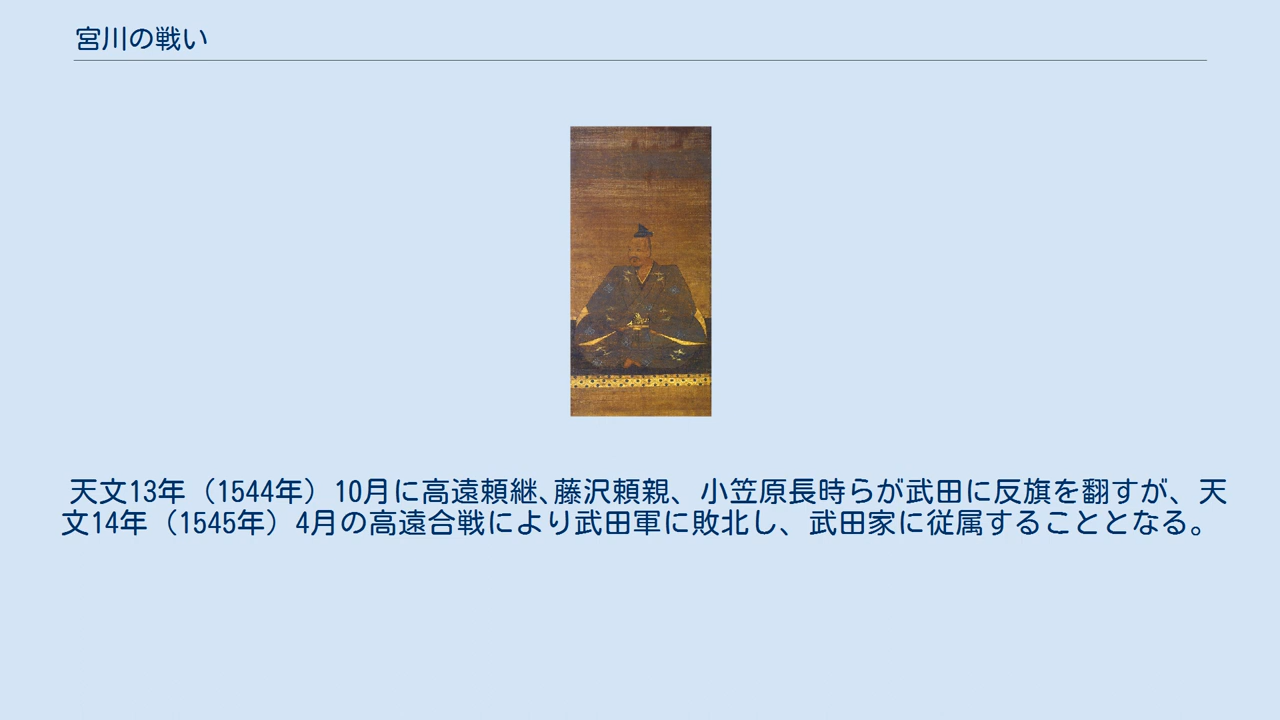 宮川の戦い
天文13年（1544年）10月に高遠頼継､藤沢頼親、小笠原長時らが武田に反旗を翻すが、天
文14年（1545年）4月の高遠合戦により武田軍に敗北し、武田家に従属することとなる。